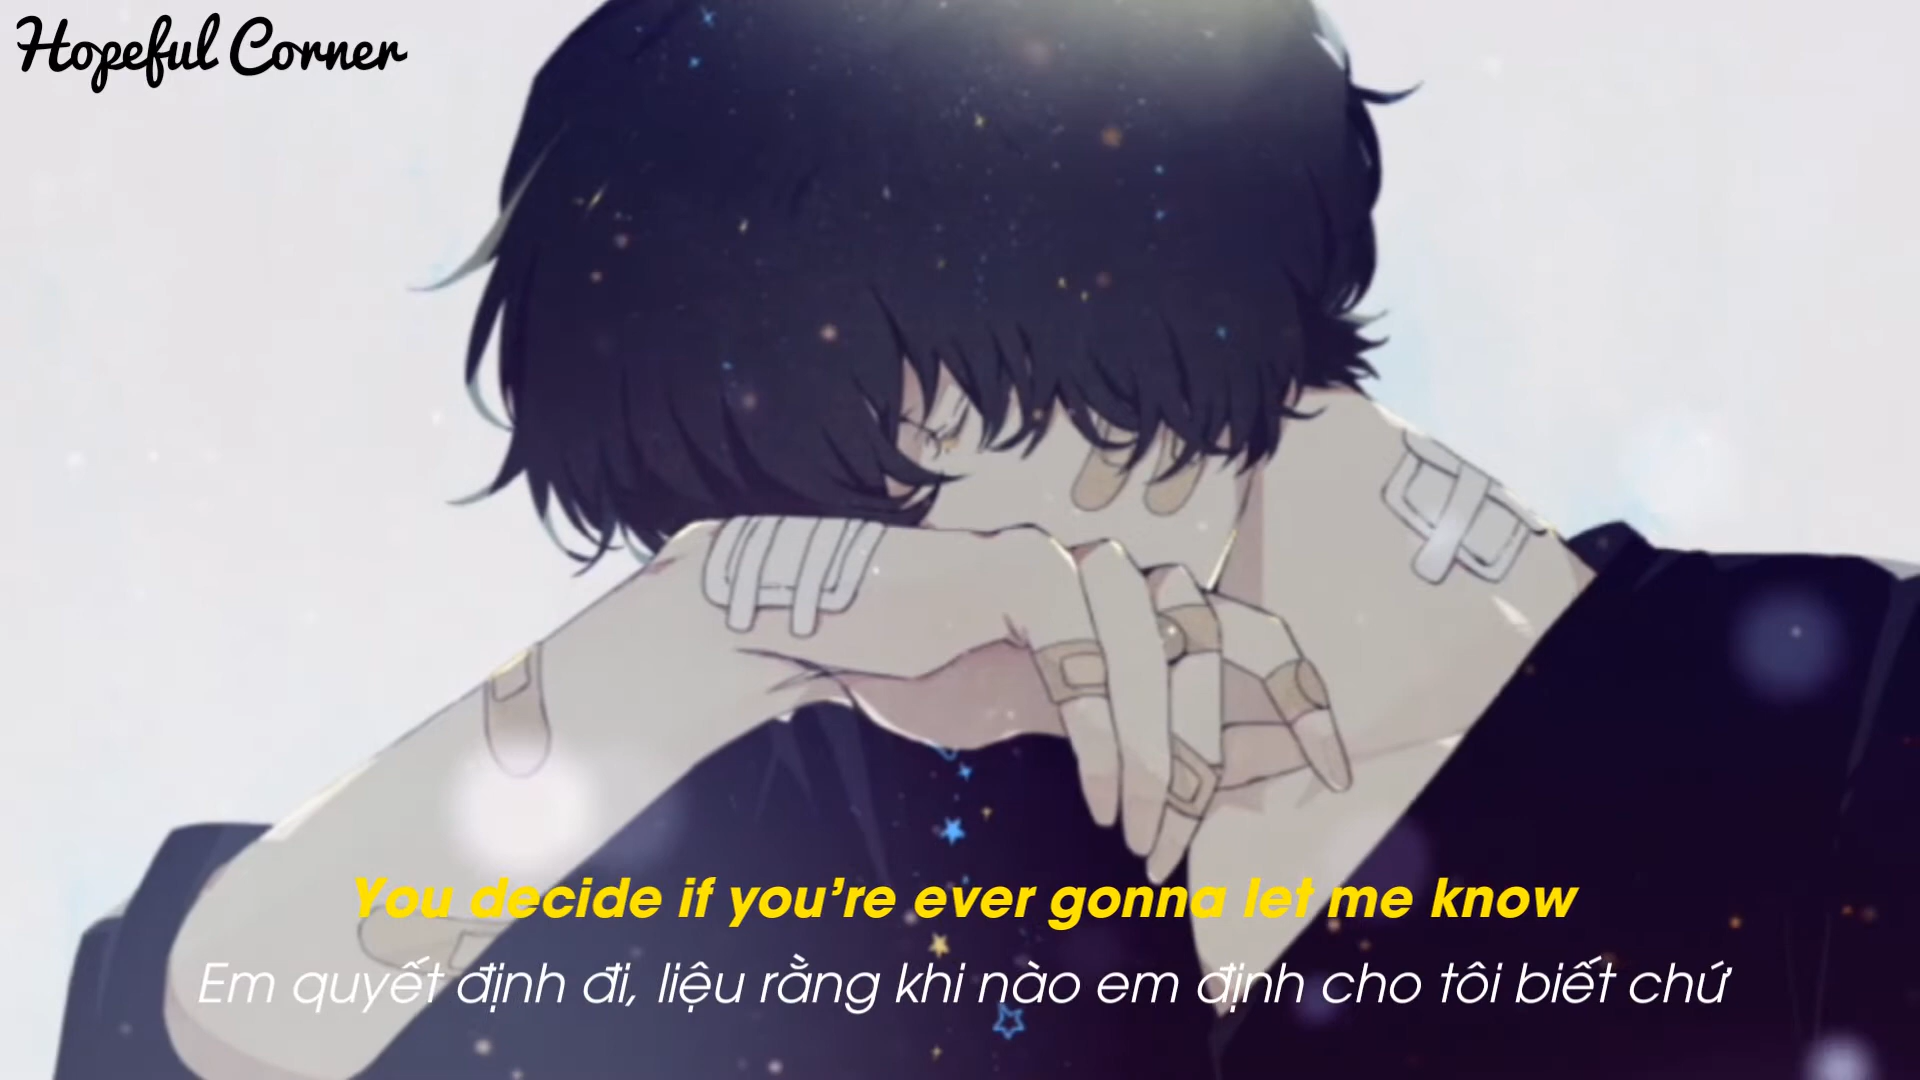 Hopeful Corner
You decide if you’re ever gonna let me know
Em quyết định đi, liệu rằng khi nào em định cho tôi biết chứ